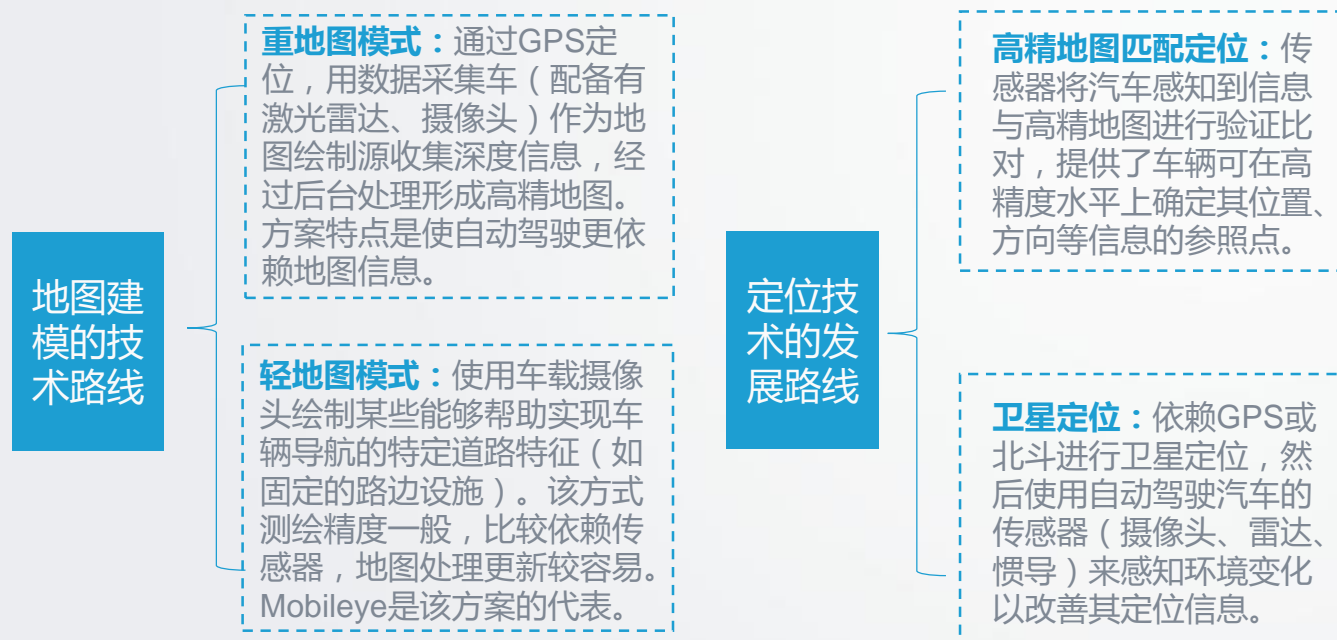 地图建
模的技
术路线
重地图模式：通过GPS定
位，用数据采集车（配备有
激光雷达、摄像头）作为地
图绘制源收集深度信息，经
过后台处理形成高精地图。
方案特点是使自动驾驶更依
赖地图信息。
轻地图模式：使用车载摄像
头绘制某些能够帮助实现车
辆导航的特定道路特征（如
固定的路边设施）。该方式
测绘精度一般，比较依赖传
感器，地图处理更新较容易。
Mobileye是该方案的代表。
定位技
术的发
展路线
高精地图匹配定位：传
感器将汽车感知到信息
与高精地图进行验证比
对，提供了车辆可在高
精度水平上确定其位置、
方向等信息的参照点。
卫星定位：依赖GPS或
北斗进行卫星定位，然
后使用自动驾驶汽车的
传感器（摄像头、雷达、
惯导）来感知环境变化
以改善其定位信息。